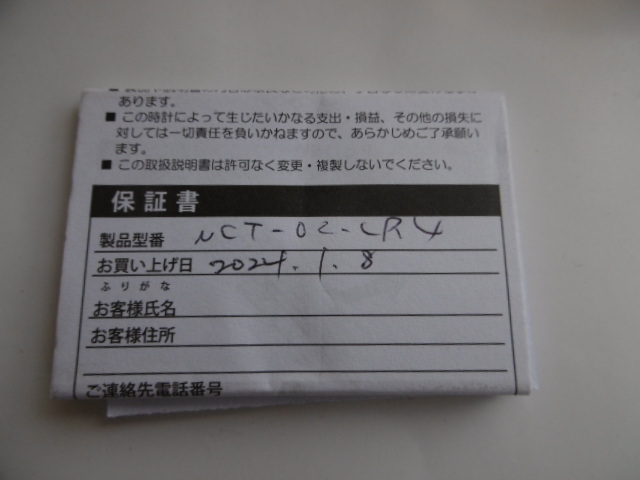 あります。
■ この時計によって生じたいかなる支出・損益、その他の損失に
対しては一切責任を負いかねますので、あらかじめご了承願い
ます。
■ この取扱説明書は許可なく変更・複製しないでください。
保証書
製品型番 NCT-02-LR4
お買い上げ日 2024.1.8
ふりがな
お客様氏名
お客様住所
ご連絡先電話番号